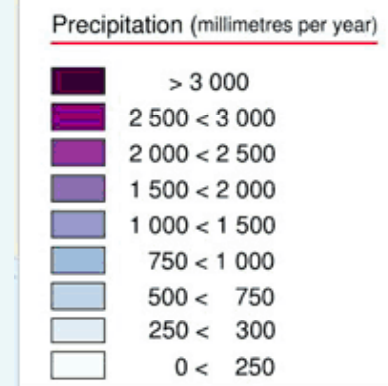 Precipitation (millimetres per year)
> 3 000
2 500 < 3 000
2 000 < 2 500
1 500 < 2 000
1 000 < 1 500
750 < 1 000
500 < 750
250 < 300
0 < 250